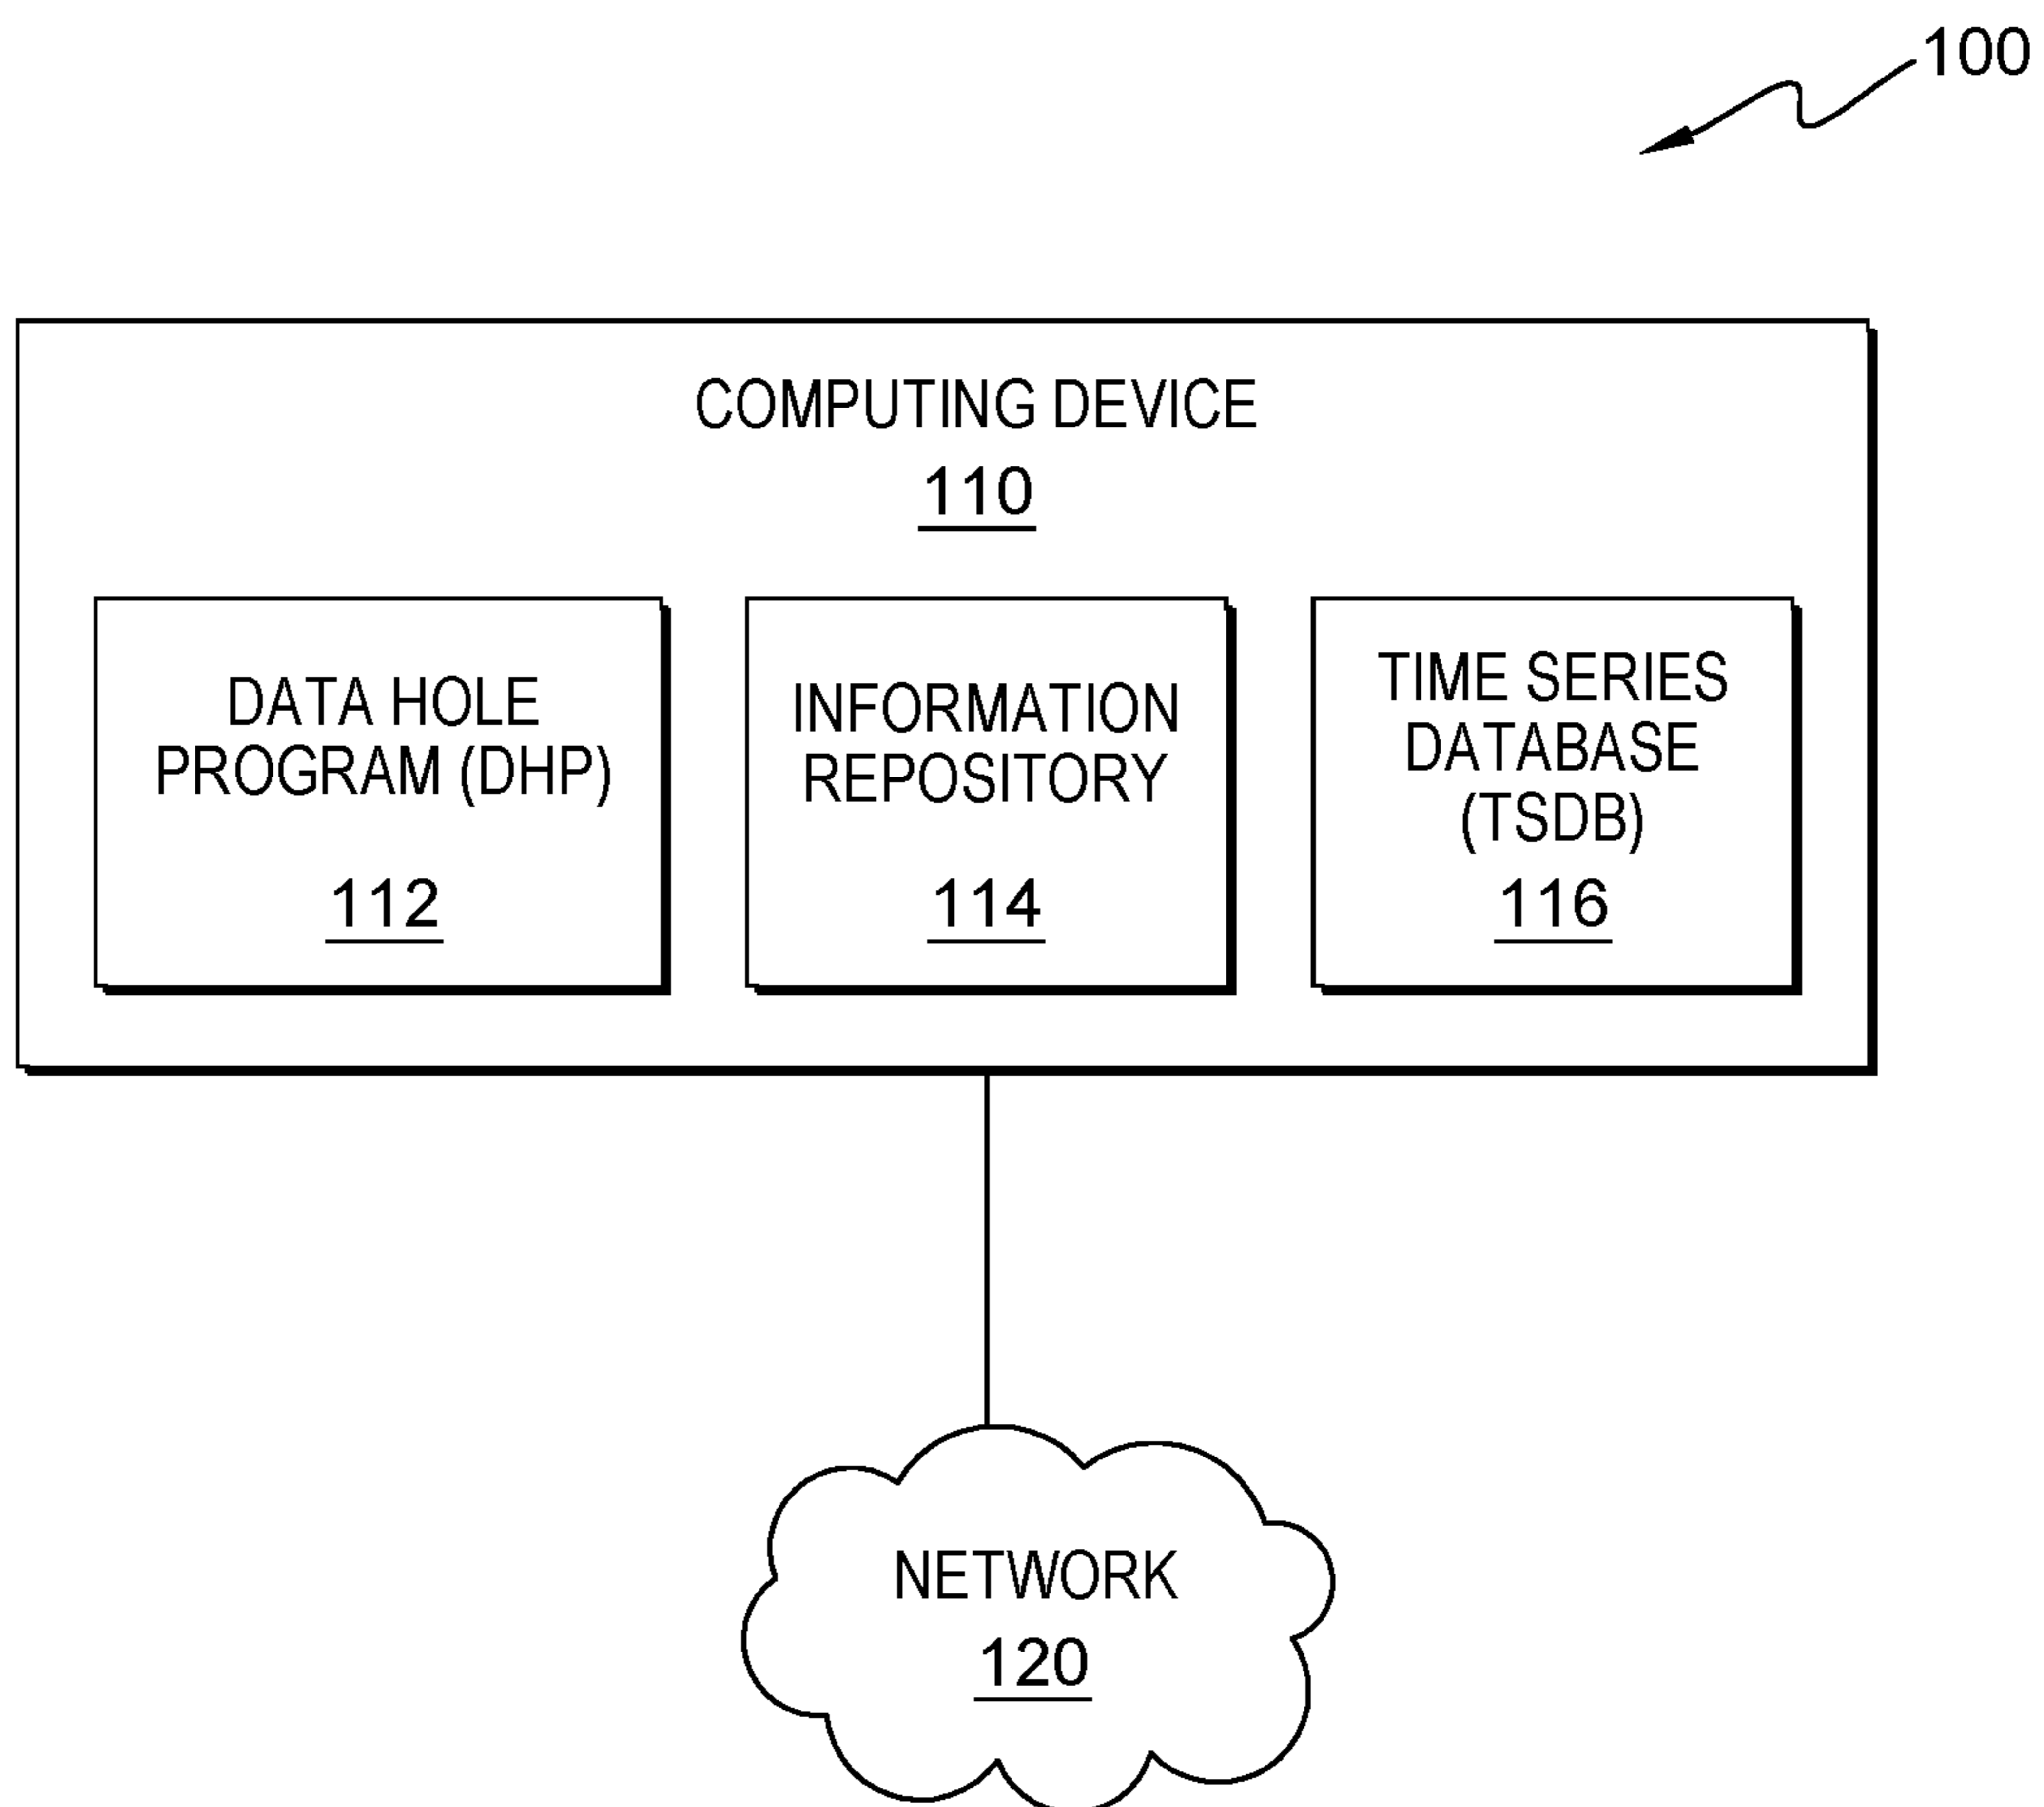 100
COMPUTING DEVICE
110
DATA HOLE
PROGRAM (DHP)
112
INFORMATION
REPOSITORY
114
TIME SERIES
DATABASE
(TSDB)
116
NETWORK
120